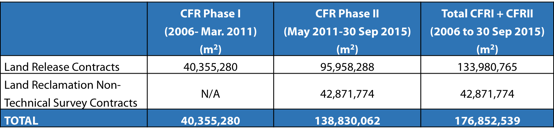 CFR Phase I
(2006- Mar. 2011)
(m²)
CFR Phase II
(May 2011-30 Sep 2015)
(m²)
Total CFRI + CFRII
(2006 to 30 Sep 2015)
(m²)
Land Release Contracts 40,355,280 95,958,288 133,980,765
Land Reclamation Non-
Technical Survey Contracts N/A 42,871,774 42,871,774
TOTAL 40,355,280 138,830,062 176,852,539